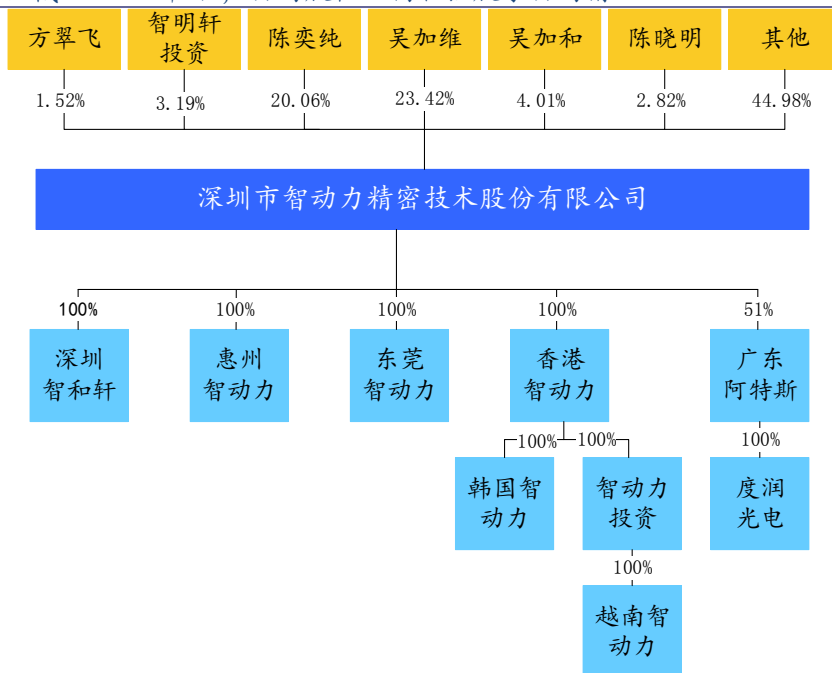 方翠飞
智明轩
投资
陈奕纯
吴加维
吴加和
陈晓明
其他
1.52%
3.19%
20.06%
23.42%
4.01%
2.82%
44.98%
深圳市智动力精密技术股份有限公司
100%
100%
100%
100%
51%
深圳
智和轩
惠州
智动力
东莞
智动力
香港
智动力
广东
阿特斯
100%
100%
100%
韩国智
动力
智动力
投资
度润
光电
100%
越南智
动力